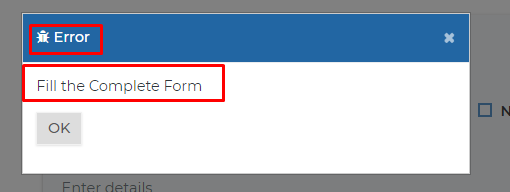 Error
Fill the Complete Form
OK
N
Enter details